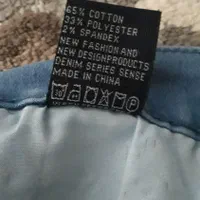 65% COTTON
33% POLYESTER
2% SPANDEX
NEW FASHION AND
NEW DESIGNPRODUCTS
DENIM SERIES SENSE
MADE IN
CHINA